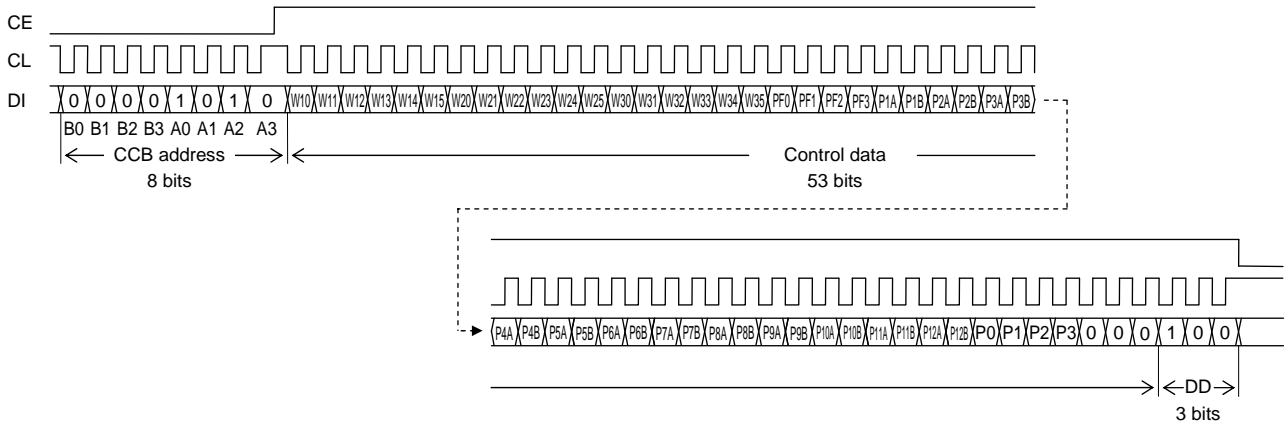 CE
CL
DI 0 0 0 0 1 0 1 0 W10 W11 W12 W13 W14 W15 W20 W21 W22 W23 W24 W25 W30 W31 W32 W33 W34 W35 PF0 PF1 PF2 PF3 P1A P1B P2A P2B P3A P3B
B0 B1 B2 B3 A0 A1 A2 A3
CCB address Control data
8 bits 53 bits
P4A P4B P5A P5B P6A P6B P7A P7B P8A P8B P9A P9B P10A P10B P11A P11B P12A P12B P0 P1 P2 P3 0 0 0 1 0 0
DD
3 bits